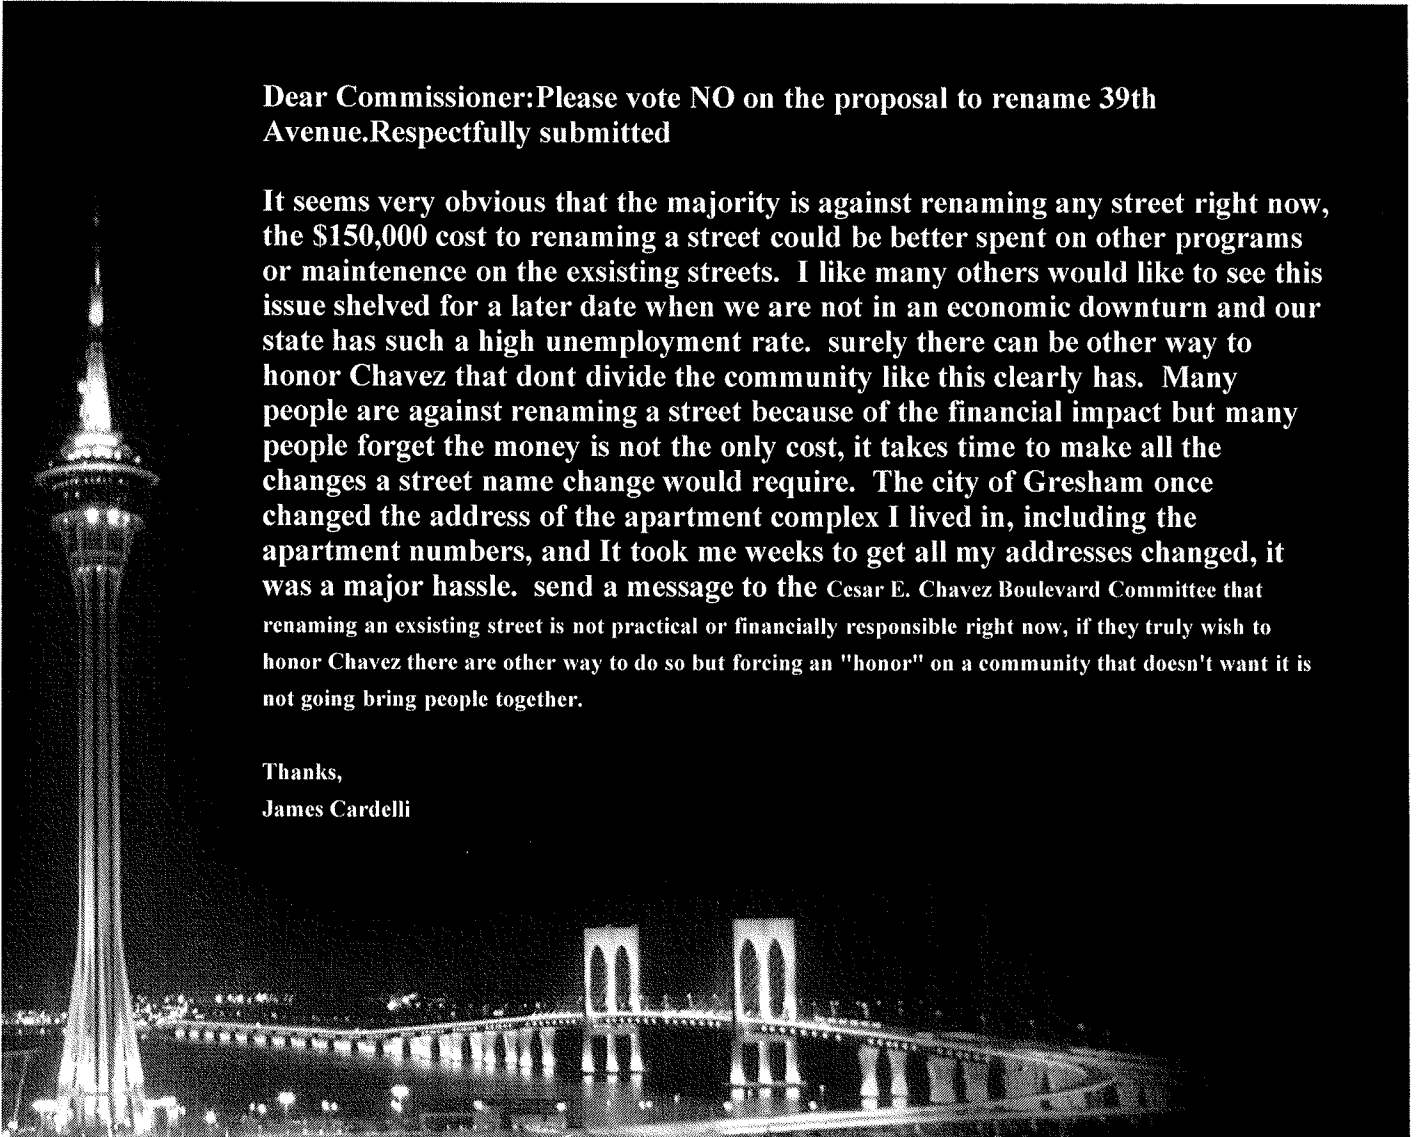 Dear Commissioner:Please vote NO on the proposal to rename 39th
Avenue.Respectfully submitted
It seems very obvious that the majority is against renaming any street right now,
the $150,000 cost to renaming a street could be better spent on other programs
or maintenence on the exsisting streets.  I like many others would like to see this
issue shelved for a later date when we are not in an economic downturn and our
state has such a high unemployment rate.  surely there can be other way to
honor Chavez that dont divide the community like this clearly has.  Many
people are against renaming a street because of the financial impact but many
people forget the money is not the only cost, it takes time to make all the
changes a street name change would require.  The city of Gresham once
changed the address of the apartment complex I lived in, including the
apartment numbers, and It took me weeks to get all my addresses changed, it
was a major hassle.  send a message to the Cesar E. Chavez Boulevard Committee that
renaming an exsisting street is not practical or financially responsible right now, if they truly wish to
honor Chavez there are other way to do so but forcing an "honor" on a community that doesn't want it is
not going bring people together.
Thanks,
James Cardelli